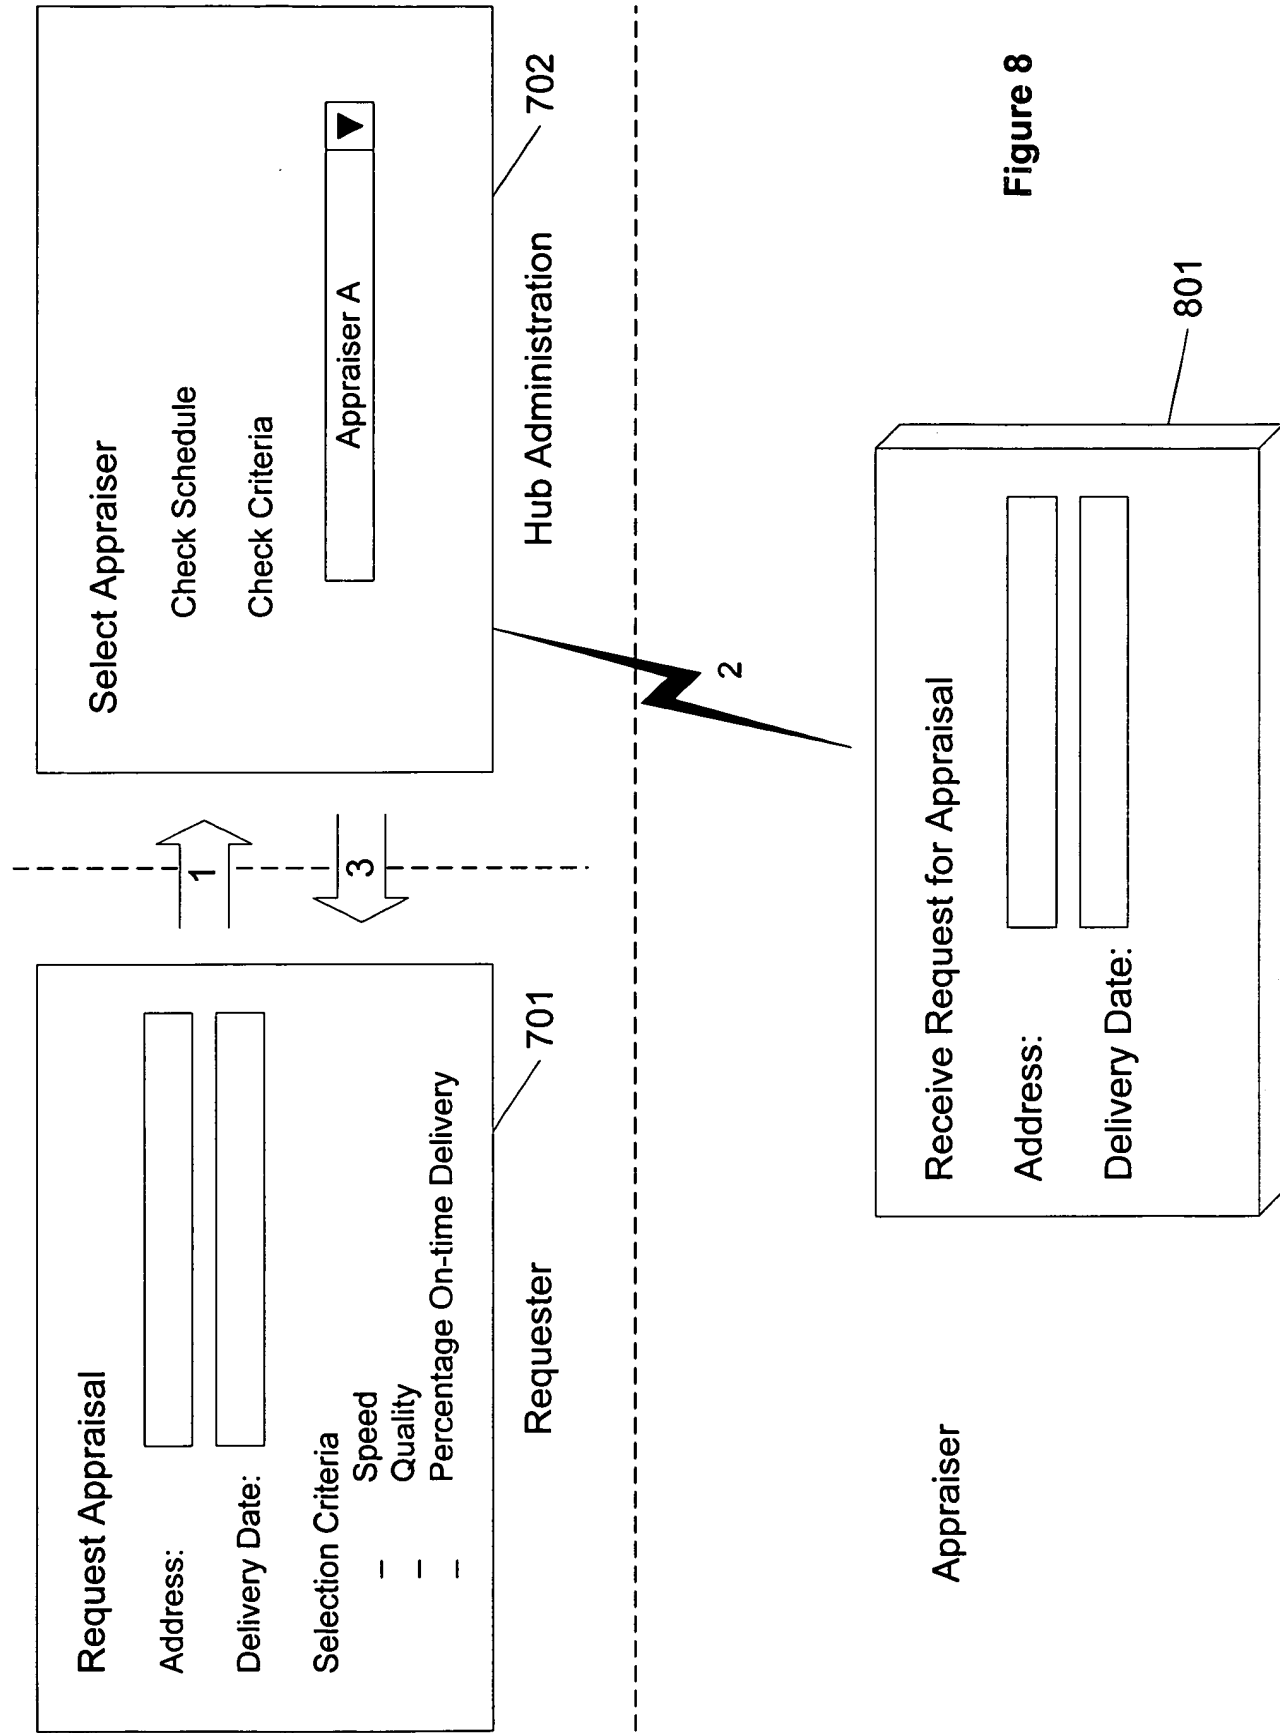 Request Appraisal
Address:
Delivery Date:
Selection Criteria
– Speed
– Quality
– Percentage On-time Delivery
701
Requester
1
3
Select Appraiser
Check Schedule
Check Criteria
Appraiser A
702
Hub Administration
2
Appraiser
Receive Request for Appraisal
Address:
Delivery Date:
801
Figure 8